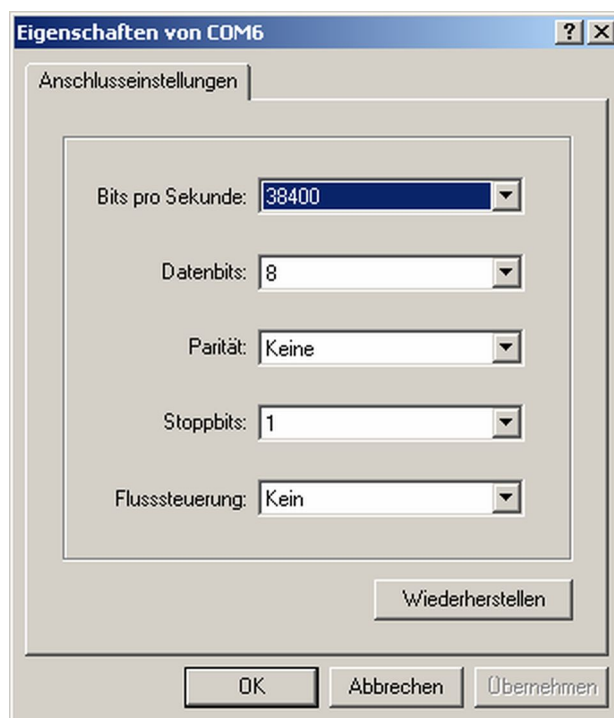 Eigenschaften von COM6
Anschlusseinstellungen
Bits pro Sekunde: 38400
Datenbits: 8
Parität: Keine
Stoppbits: 1
Flusssteuerung: Kein
Wiederherstellen
OK Abbrechen Übernehmen